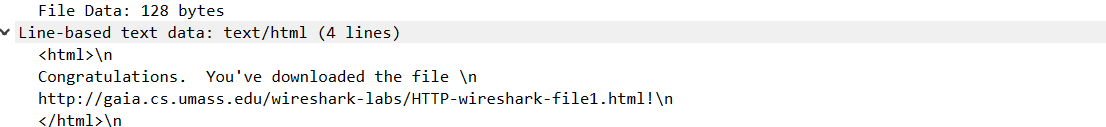 File Data: 128 bytes
Line-based text data: text/html (4 lines)
<html>\n
Congratulations.  You've downloaded the file \n
http://gaia.cs.umass.edu/wireshark-labs/HTTP-wireshark-file1.html!\n
</html>\n